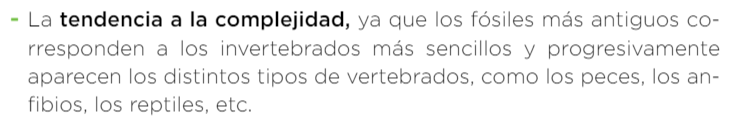 - La tendencia a la complejidad, ya que los fósiles más antiguos co-
rresponden a los invertebrados más sencillos y progresivamente
aparecen los distintos tipos de vertebrados, como los peces, los an-
fibios, los reptiles, etc.